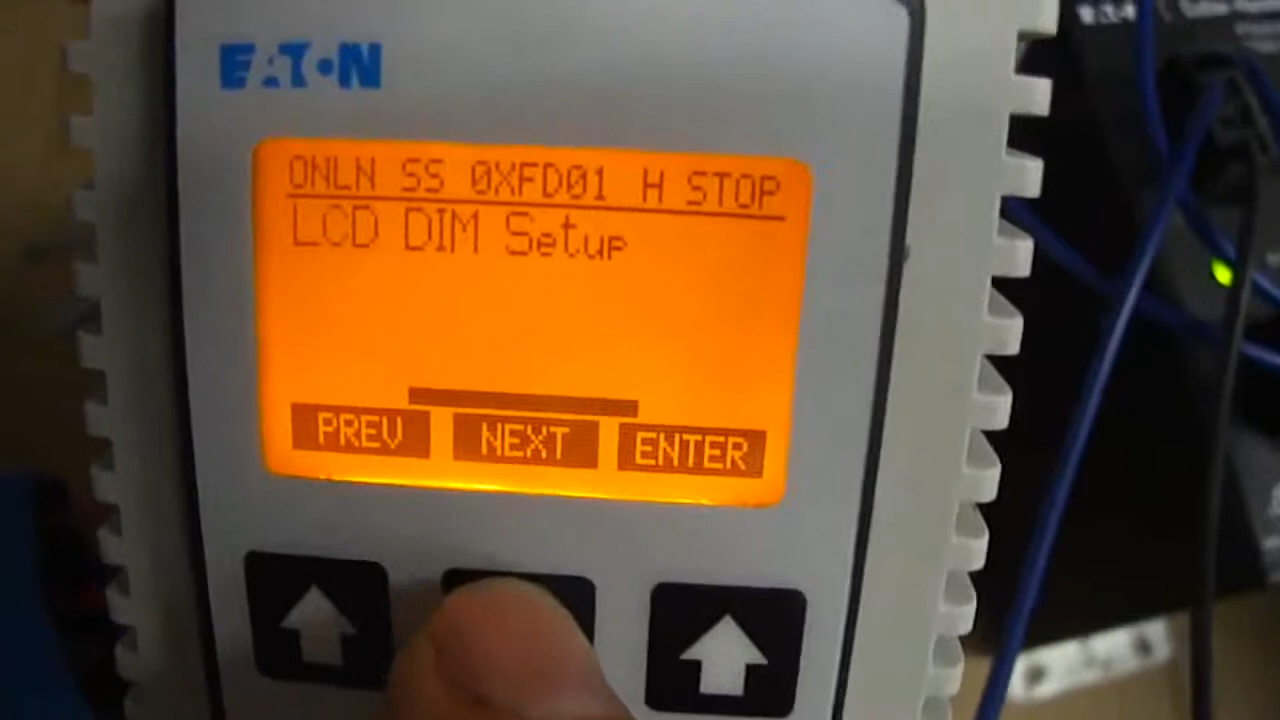 EATON
ONLN SS 0XFD01 H STOP
LCD DIM Setup
PREV NEXT ENTER